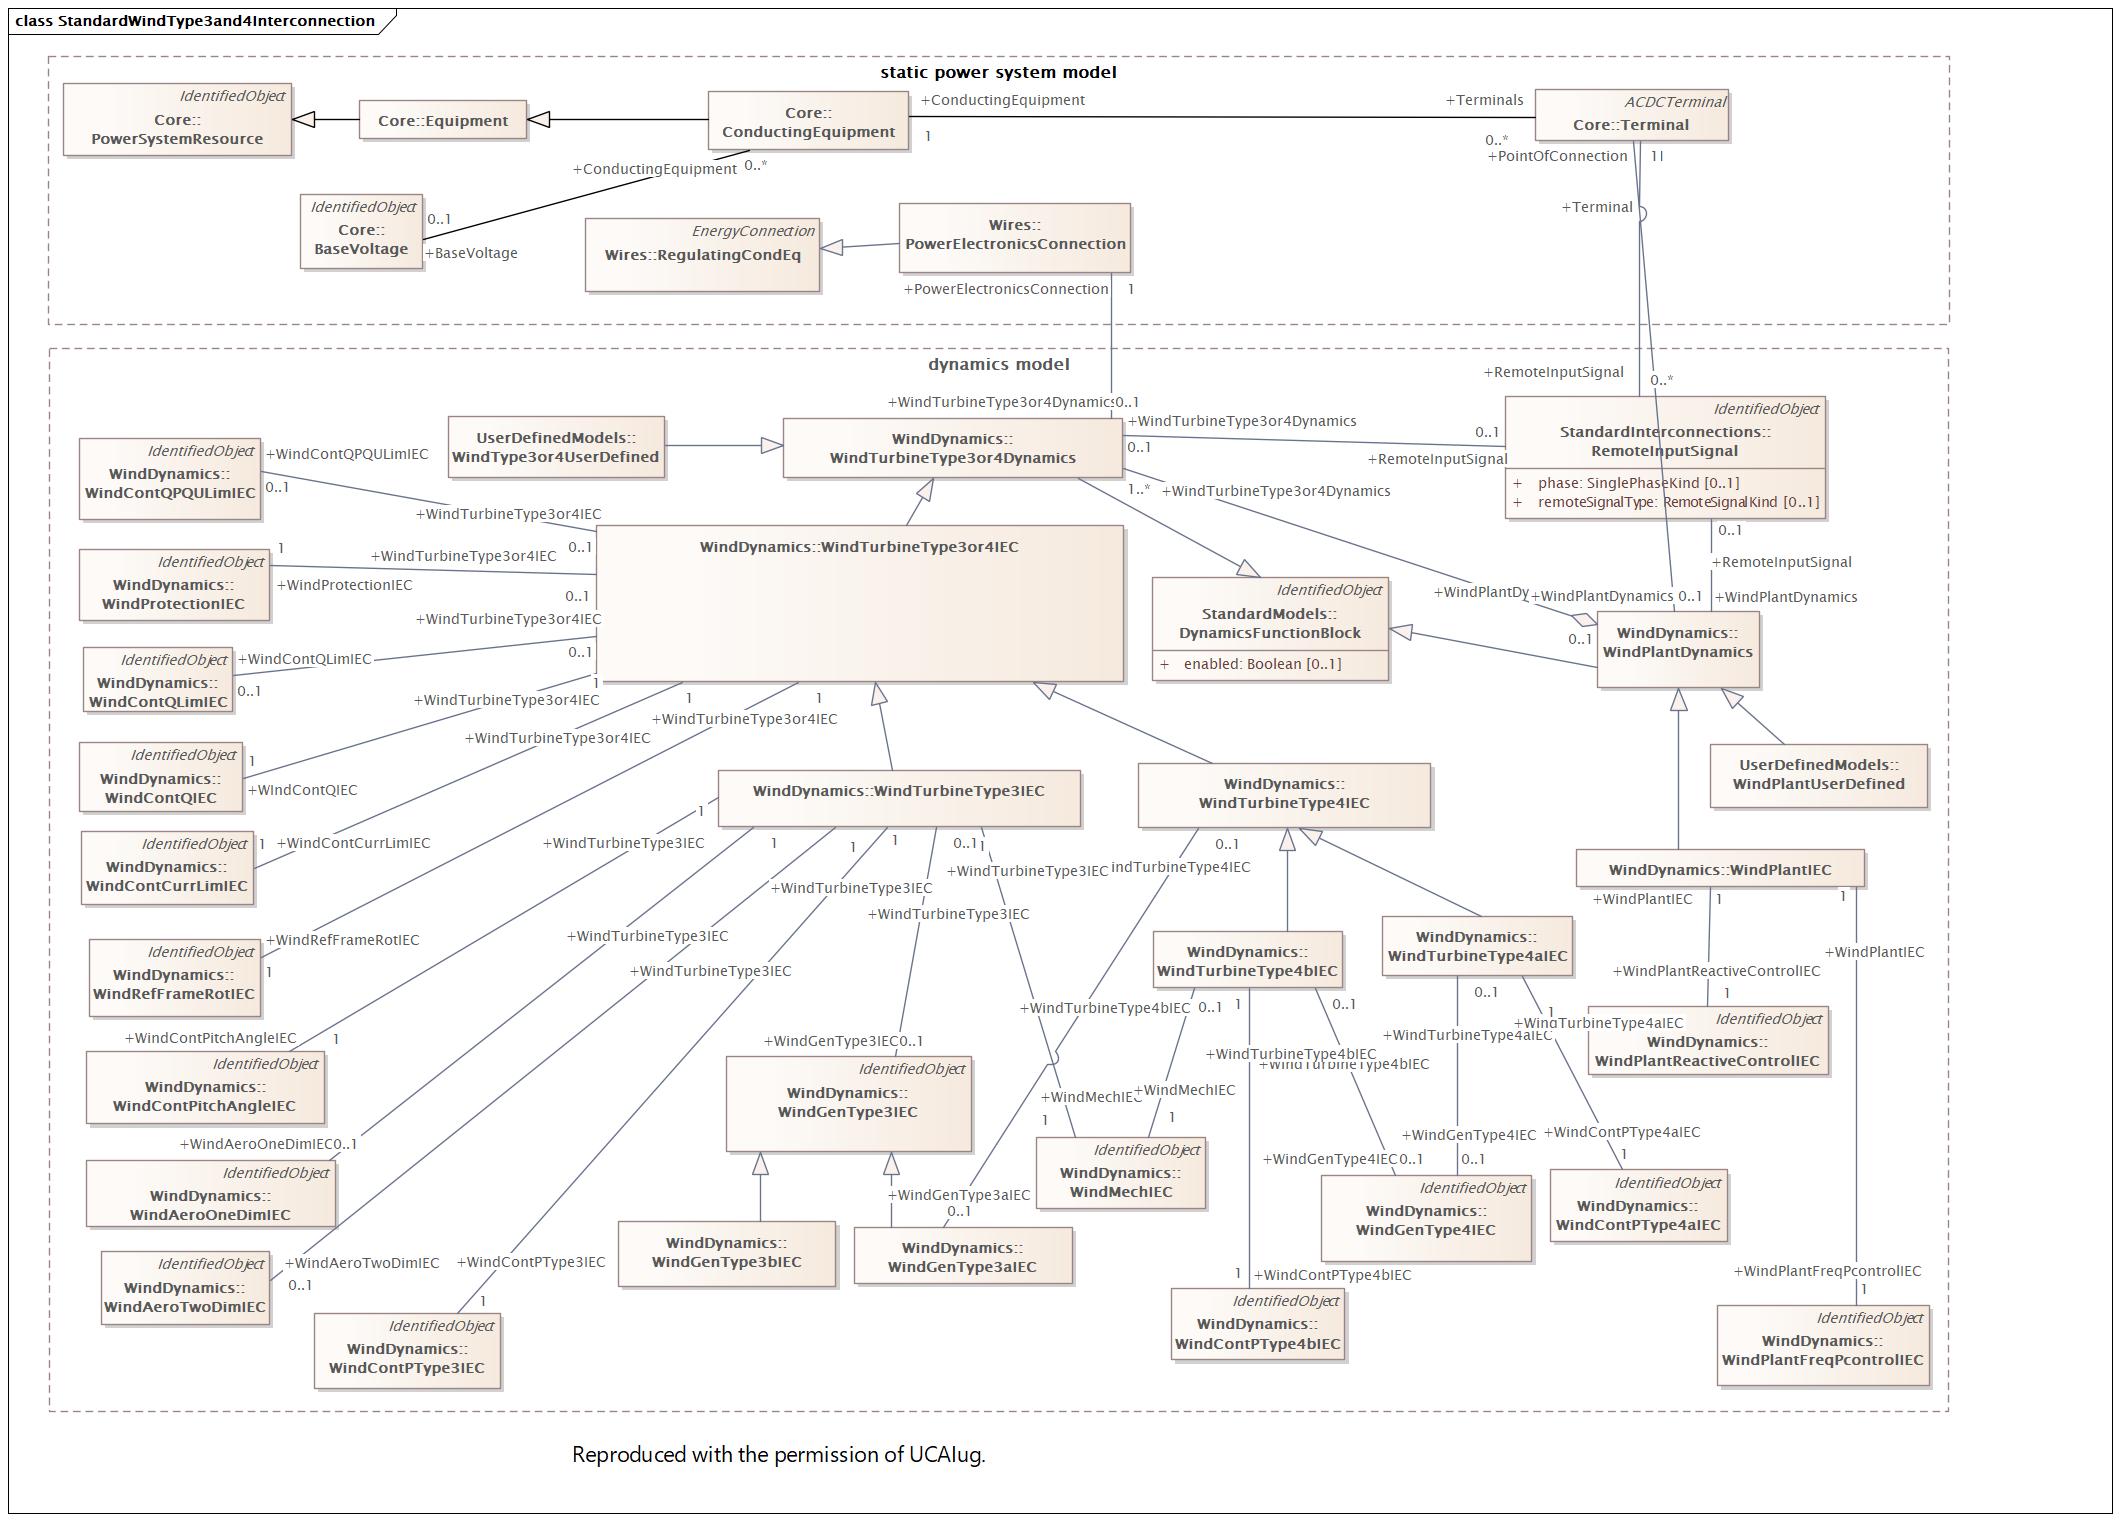 class StandardWindType3and4Interconnection
static power system model
IdentifiedObject
Core::
PowerSystemResource
Core::Equipment
Core::
ConductingEquipment
+ConductingEquipment
1
+Terminals
0..*
ACDCTerminal
Core::Terminal
+PointOfConnection
1
+Terminal
+ConductingEquipment
0..*
IdentifiedObject
Core::
BaseVoltage
0..1
+BaseVoltage
EnergyConnection
Wires::RegulatingCondEq
Wires::
PowerElectronicsConnection
+PowerElectronicsConnection
1
dynamics model
+RemoteInputSignal
0..*
+WindTurbineType3or4Dynamics
0..1
UserDefinedModels::
WindType3or4UserDefined
WindDynamics::
WindTurbineType3or4Dynamics
+WindTurbineType3or4Dynamics
0..1
0..1
+RemoteInputSignal
1..*
+WindTurbineType3or4Dynamics
IdentifiedObject
StandardInterconnections::
RemoteInputSignal
+ phase: SinglePhaseKind [0..1]
+ remoteSignalType: RemoteSignalKind [0..1]
0..1
+RemoteInputSignal
+WindPlantDy
+WindPlantDynamics
0..1
+WindPlantDynamics
0..1
IdentifiedObject
WindDynamics::
WindContQPQULimIEC
+WindContQPQULimIEC
0..1
+WindTurbineType3or4IEC
0..1
WindDynamics::WindTurbineType3or4IEC
IdentifiedObject
WindDynamics::
WindProtectionIEC
1
+WindTurbineType3or4IEC
+WindProtectionIEC
0..1
+WindTurbineType3or4IEC
0..1
IdentifiedObject
StandardModels::
DynamicsFunctionBlock
+ enabled: Boolean [0..1]
WindDynamics::
WindPlantDynamics
IdentifiedObject
WindDynamics::
WindContQLimIEC
+WindContQLimIEC
0..1
1
+WindTurbineType3or4IEC
1
+WindTurbineType3or4IEC
1
+WindTurbineType3or4IEC
IdentifiedObject
WindDynamics::
WindContQIEC
1
+WIndContQIEC
WindDynamics::WindTurbineType3IEC
WindDynamics::
WindTurbineType4IEC
UserDefinedModels::
WindPlantUserDefined
IdentifiedObject
WindDynamics::
WindContCurrLimIEC
1
+WindContCurrLimIEC
1
+WindTurbineType3IEC
1
+WindTurbineType3IEC
1
+WindTurbineType3IEC
1
+WindTurbineType3IEC
0..1
+WindTurbineType3IEC
1
+WindTurbineType3IEC
0..1
indTurbineType4IEC
WindDynamics::WindPlantIEC
+WindPlantIEC
1
1
+WindPlantIEC
IdentifiedObject
WindDynamics::
WindRefFrameRotIEC
+WindRefFrameRotIEC
1
WindDynamics::
WindTurbineType4bIEC
WindDynamics::
WindTurbineType4aIEC
+WindPlantReactiveControlIEC
1
IdentifiedObject
WindDynamics::
WindPlantReactiveControlIEC
+WindTurbineType4bIEC
0..1
1
+WindTurbineType4bIEC
0..1
+WindTurbineType4bIEC
0..1
+WindTurbineType4aIEC
1
+WindTurbineType4aIEC
+WindContPitchAngleIEC
1
IdentifiedObject
WindDynamics::
WindContPitchAngleIEC
+WindGenType3IEC
0..1
IdentifiedObject
WindDynamics::
WindGenType3IEC
+WindMechIEC
1
+WindMechIEC
1
IdentifiedObject
WindDynamics::
WindMechIEC
+WindAeroOneDimIEC
0..1
IdentifiedObject
WindDynamics::
WindAeroOneDimIEC
+WindGenType4IEC
0..1
+WindGenType4IEC
0..1
IdentifiedObject
WindDynamics::
WindGenType4IEC
+WindContPType4aIEC
1
IdentifiedObject
WindDynamics::
WindContPType4aIEC
+WindGenType3aIEC
0..1
WindDynamics::
WindGenType3bIEC
WindDynamics::
WindGenType3aIEC
IdentifiedObject
WindDynamics::
WindAeroTwoDimIEC
+WindAeroTwoDimIEC
0..1
+WindContPType3IEC
1
IdentifiedObject
WindDynamics::
WindContPType3IEC
1
+WindContPType4bIEC
IdentifiedObject
WindDynamics::
WindContPType4bIEC
+WindPlantFreqPcontrolIEC
1
IdentifiedObject
WindDynamics::
WindPlantFreqPcontrolIEC
Reproduced with the permission of UCAIug.